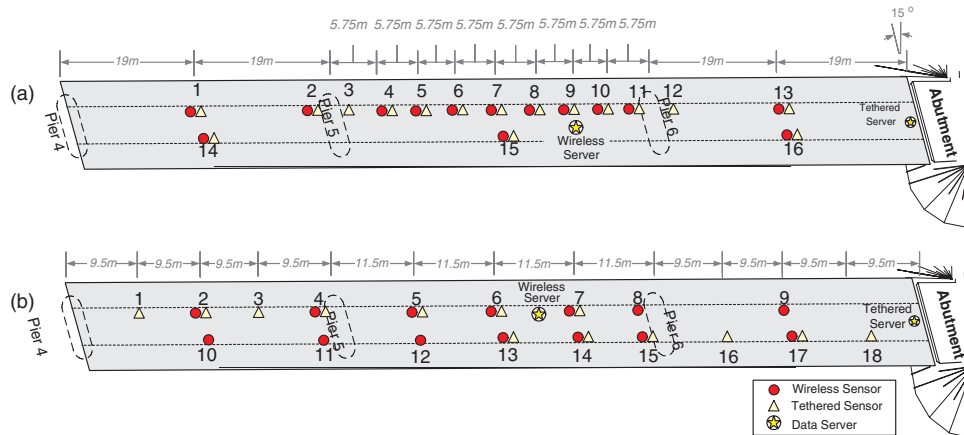 5.75m 5.75m 5.75m 5.75m 5.75m 5.75m 5.75m 5.75m
15 o
19m 19m 19m 19m
(a)
1 2 3 4 5 6 7 8 9 10 11 12 13
Tethered
Server
Pier 4
Pier 5
Pier 6
Abutment
14 15 16
Wireless
Server
9.5m 9.5m 9.5m 9.5m 11.5m 11.5m 11.5m 11.5m 9.5m 9.5m 9.5m
(b)
Wireless
Server
1 2 3 4 5 6 7 8 9
Tethered
Server
Pier 4
Pier 5
Pier 6
Abutment
10 11 12 13 14 15 16 17 18
Wireless Sensor
Tethered Sensor
Data Server